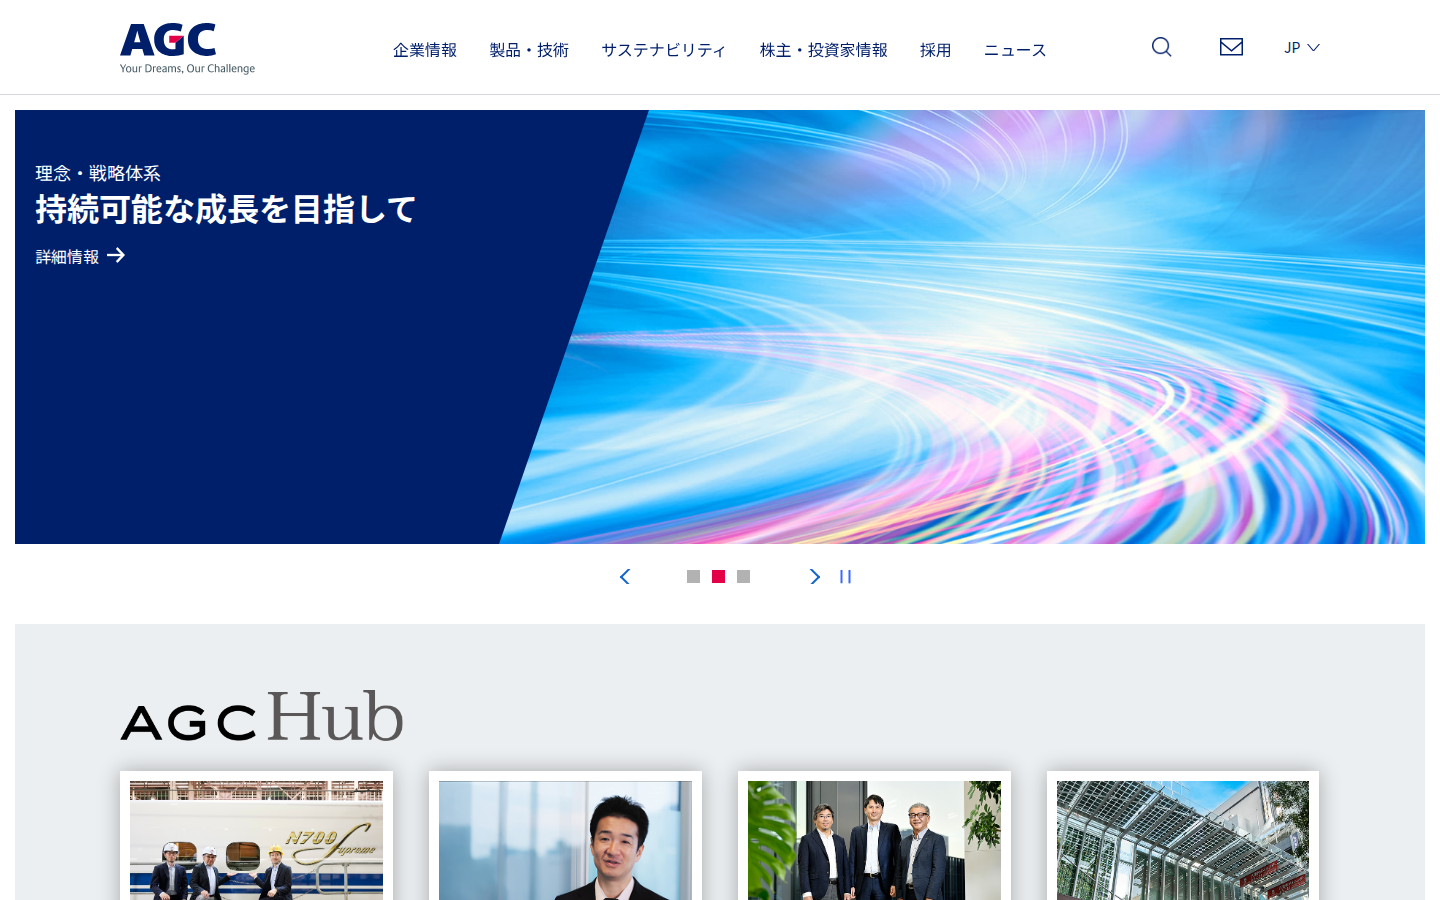 AGC
Your Dreams, Our Challenge
企業情報
製品・技術
サステナビリティ
株主・投資家情報
採用
ニュース
JP
理念・戦略体系
持続可能な成長を目指して
詳細情報
AGC Hub
N700 Supreme